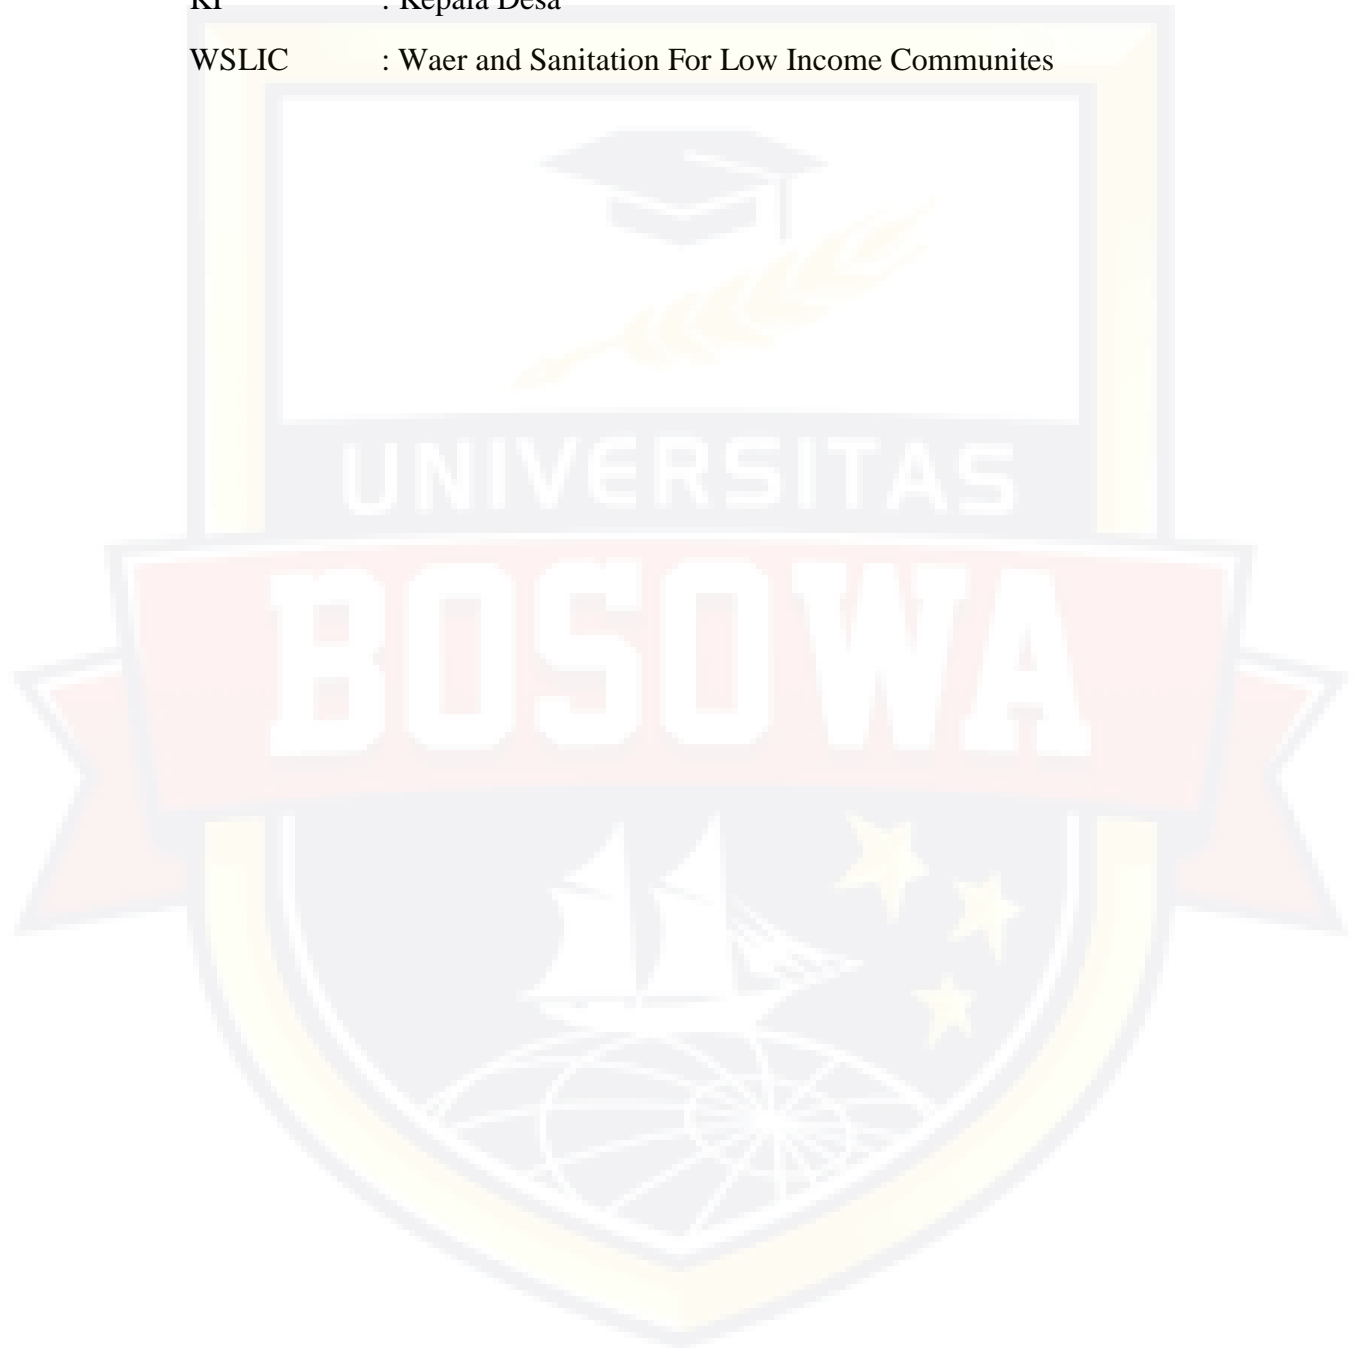 : Kepala Desa
WSLIC : Waer and Sanitation For Low Income Communites
UNIVERSITAS
BOSOWA